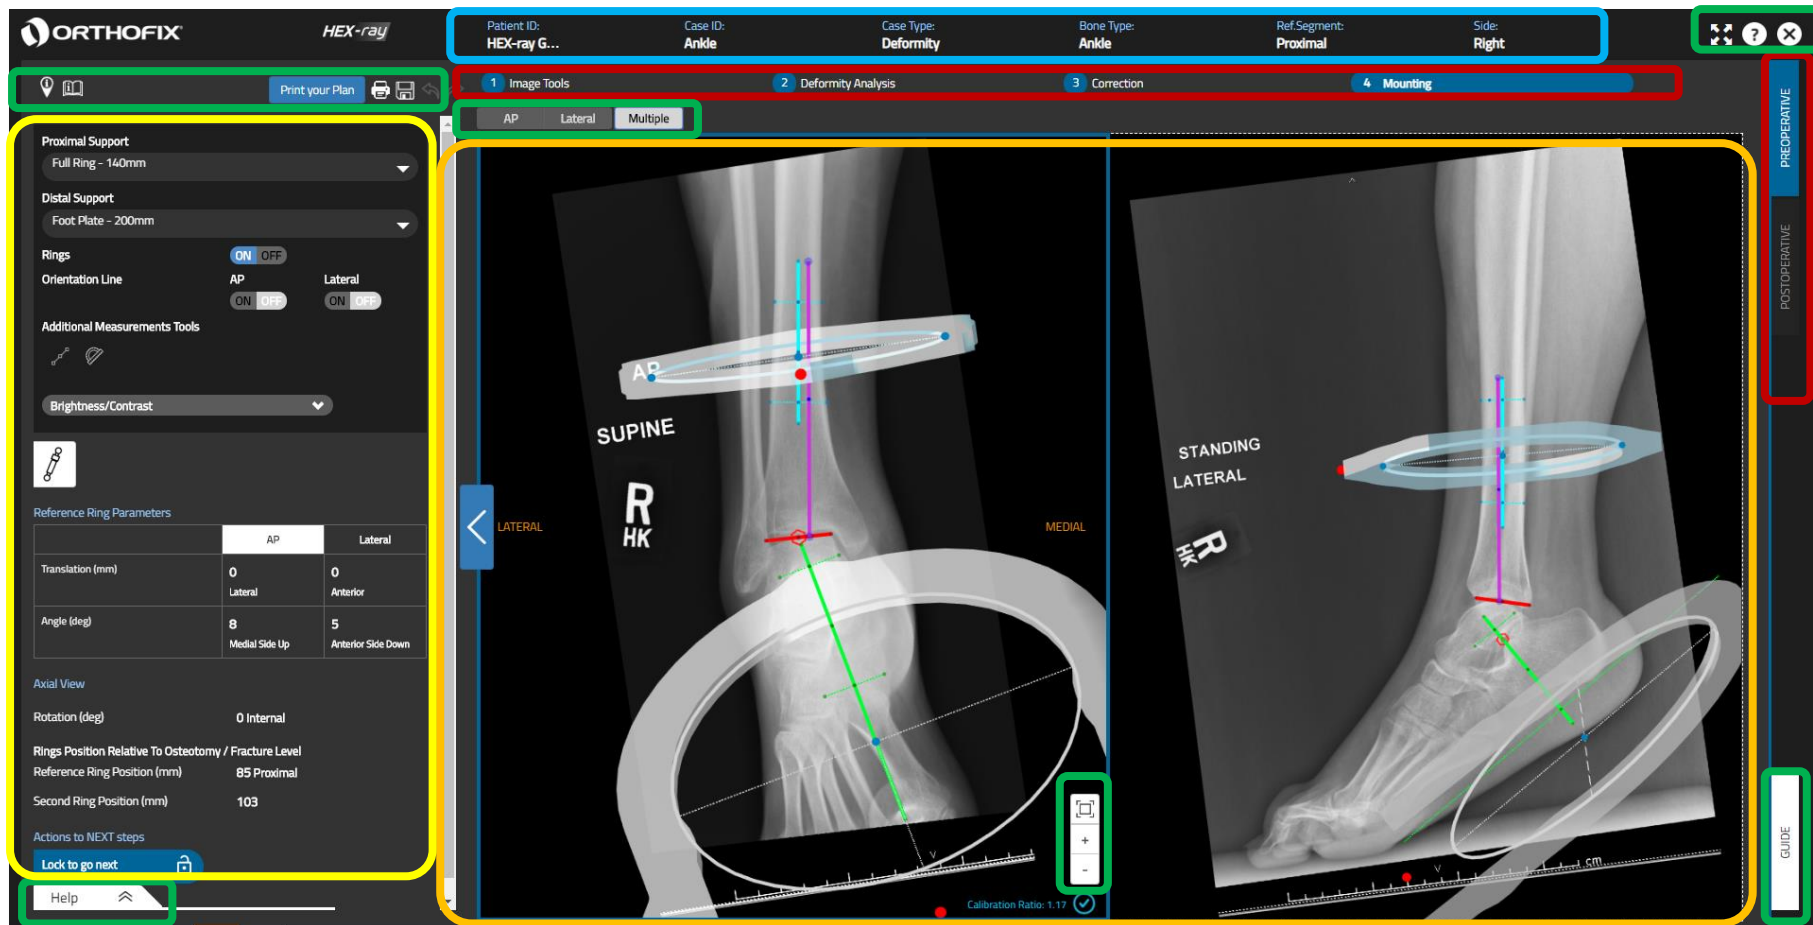 ORTHOFIX
HEX-ray
Patient ID:
HEX-ray G...
Case ID:
Ankle
Case Type:
Deformity
Bone Type:
Ankle
Ref.Segment:
Proximal
Side:
Right
?
Print your Plan
1 Image Tools
2 Deformity Analysis
3 Correction
4 Mounting
AP Lateral Multiple
PREOPERATIVE
POSTOPERATIVE
GUIDE
Proximal Support
Full Ring - 140mm
Distal Support
Foot Plate - 200mm
Rings ON OFF
Orientation Line AP Lateral
ON OFF ON OFF
Additional Measurements Tools
Brightness/Contrast
Reference Ring Parameters
AP Lateral
Translation (mm) 0 0
Lateral Anterior
Angle (deg) 8 5
Medial Side Up Anterior Side Down
Axial View
Rotation (deg) 0 Internal
Rings Position Relative To Osteotomy / Fracture Level
Reference Ring Position (mm) 85 Proximal
Second Ring Position (mm) 103
Actions to NEXT steps
Lock to go next
Help
AP
SUPINE
R
HK
LATERAL
MEDIAL
+
-
Calibration Ratio: 1.17
STANDING
LATERAL
R
HK
cm